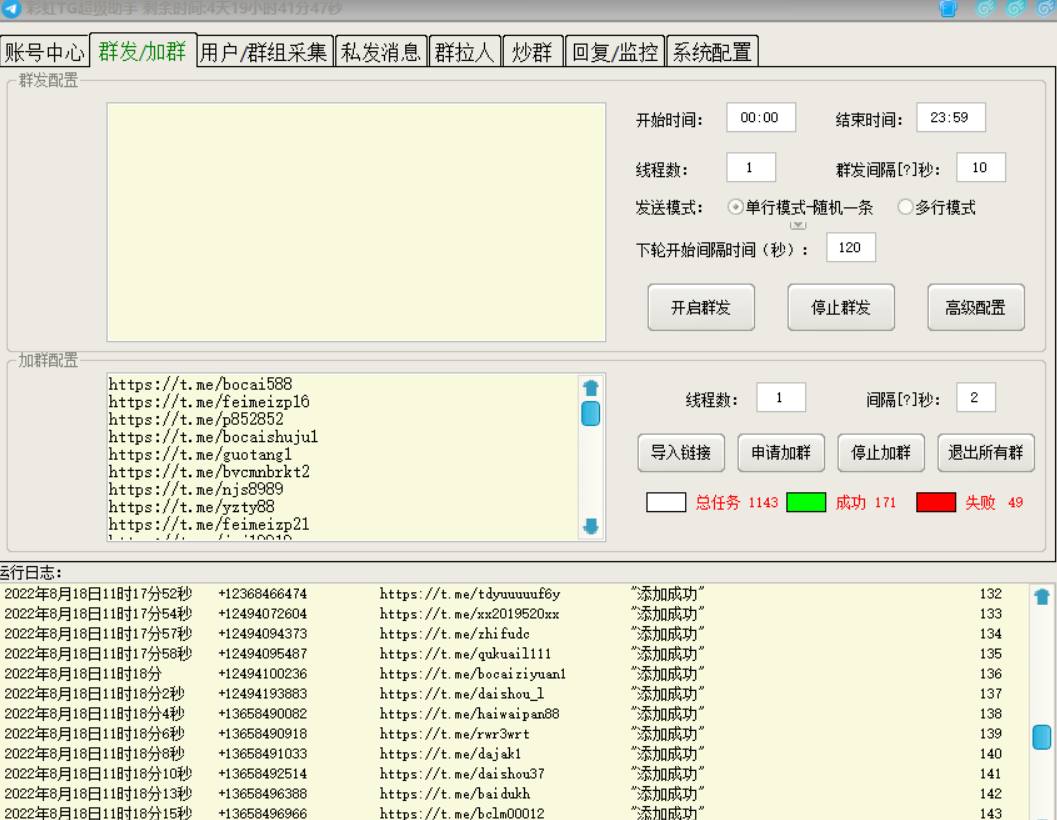 彩虹TG超级助手 剩余时间:4天19小时41分47秒
账号中心 群发/加群 用户/群组采集 私发消息 群拉人 炒群 回复/监控 系统配置
群发配置
开始时间： 00:00 结束时间： 23:59
线程数： 1 群发间隔[?]秒： 10
发送模式： 单行模式-随机一条 多行模式
下轮开始间隔时间（秒）： 120
开启群发 停止群发 高级配置
加群配置
https://t.me/bocai588
https://t.me/feimeizp16
https://t.me/p852852
https://t.me/bocaishuju1
https://t.me/guotang1
https://t.me/bvcmnbrkt2
https://t.me/njs8989
https://t.me/yzty88
https://t.me/feimeizp21
线程数： 1 间隔[?]秒： 2
导入链接 申请加群 停止加群 退出所有群
总任务 1143 成功 171 失败 49
运行日志：
2022年8月18日11时17分52秒 +12368466474 https://t.me/tdyuuuuuf6y "添加成功" 132
2022年8月18日11时17分54秒 +12494072604 https://t.me/xx2019520xx "添加成功" 133
2022年8月18日11时17分57秒 +12494094373 https://t.me/zhifudc "添加成功" 134
2022年8月18日11时17分58秒 +12494095487 https://t.me/qukuail111 "添加成功" 135
2022年8月18日11时18分 +12494100236 https://t.me/bocaiziyuan1 "添加成功" 136
2022年8月18日11时18分2秒 +12494193883 https://t.me/daishou_l "添加成功" 137
2022年8月18日11时18分4秒 +13658490082 https://t.me/haiwaipan88 "添加成功" 138
2022年8月18日11时18分6秒 +13658490918 https://t.me/rwr3wrt "添加成功" 139
2022年8月18日11时18分8秒 +13658491033 https://t.me/dajak1 "添加成功" 140
2022年8月18日11时18分10秒 +13658492514 https://t.me/daishou37 "添加成功" 141
2022年8月18日11时18分13秒 +13658496388 https://t.me/baidukh "添加成功" 142
2022年8月18日11时18分15秒 +13658496966 https://t.me/bclm00012 "添加成功" 143